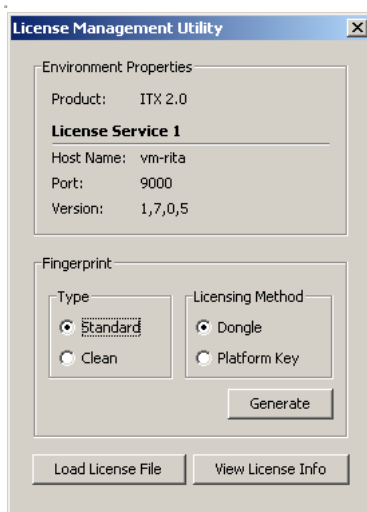 License Management Utility
Environment Properties
Product: ITX 2.0
License Service 1
Host Name: vm-rita
Port: 9000
Version: 1,7,0,5
Fingerprint
Type
Licensing Method
Standard
Dongle
Clean
Platform Key
Generate
Load License File
View License Info